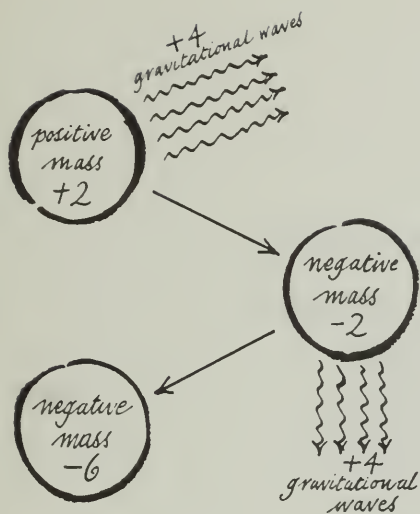 +4
gravitational waves
positive
mass
+2
negative
mass
-2
negative
mass
-6
+4
gravitational
waves